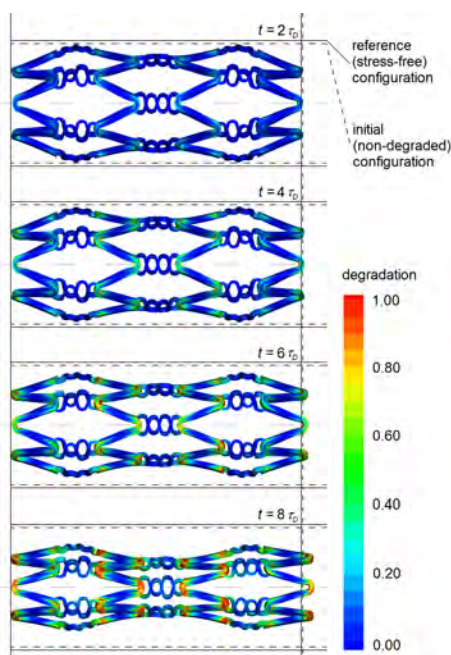 t = 2 τD
reference
(stress-free)
configuration
initial
(non-degraded)
configuration
t = 4 τD
degradation
1.00
0.80
t = 6 τD
0.60
0.40
t = 8 τD
0.20
0.00